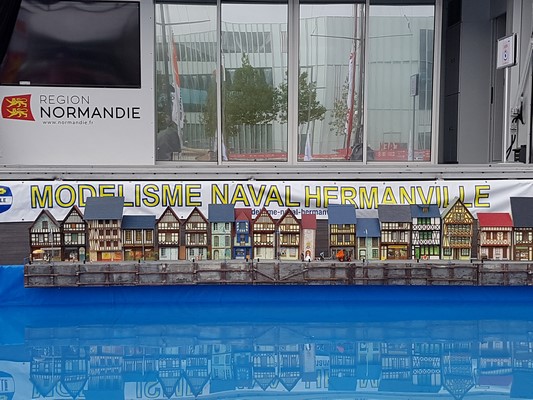 REGION
NORMANDIE
www.normandie.fr
MODELISME NAVAL HERMANVILLE